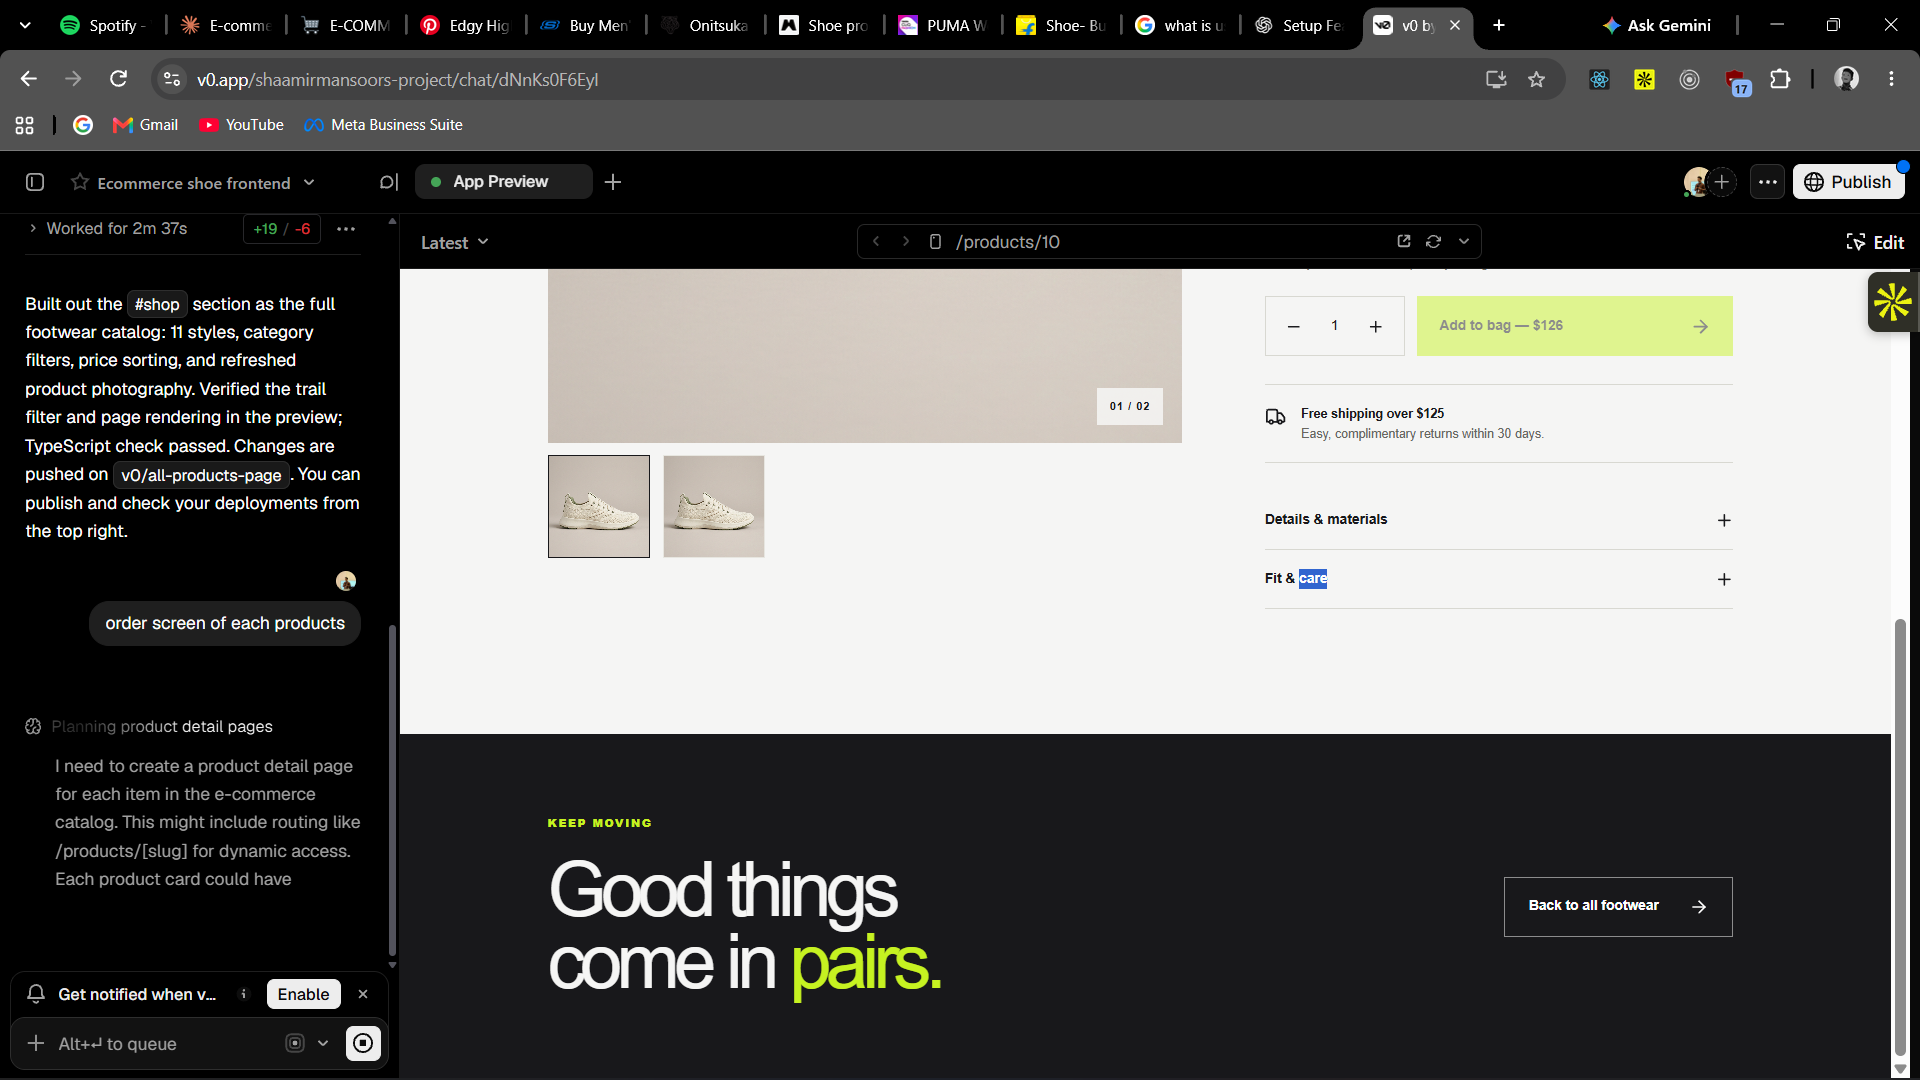 Spotify -
E-comme
E-COMM
Edgy Hig
Buy Men
Onitsuka
Shoe pro
PUMA W
Shoe- Bu
what is u
Setup Fe
v0 by
Ask Gemini
v0.app/shaamirmansoors-project/chat/dNnKs0F6EyI
17
Gmail
YouTube
Meta Business Suite
Ecommerce shoe frontend
App Preview
Publish
Worked for 2m 37s
+19 / -6
Latest
/products/10
Edit
Built out the #shop section as the full
footwear catalog: 11 styles, category
filters, price sorting, and refreshed
product photography. Verified the trail
filter and page rendering in the preview;
TypeScript check passed. Changes are
pushed on v0/all-products-page . You can
publish and check your deployments from
the top right.
order screen of each products
Planning product detail pages
I need to create a product detail page
for each item in the e-commerce
catalog. This might include routing like
/products/[slug] for dynamic access.
Each product card could have
Get notified when v...
Enable
Alt+↵ to queue
01 / 02
− 1 +
Add to bag — $126
Free shipping over $125
Easy, complimentary returns within 30 days.
Details & materials
Fit & care
KEEP MOVING
Good things
come in pairs.
Back to all footwear